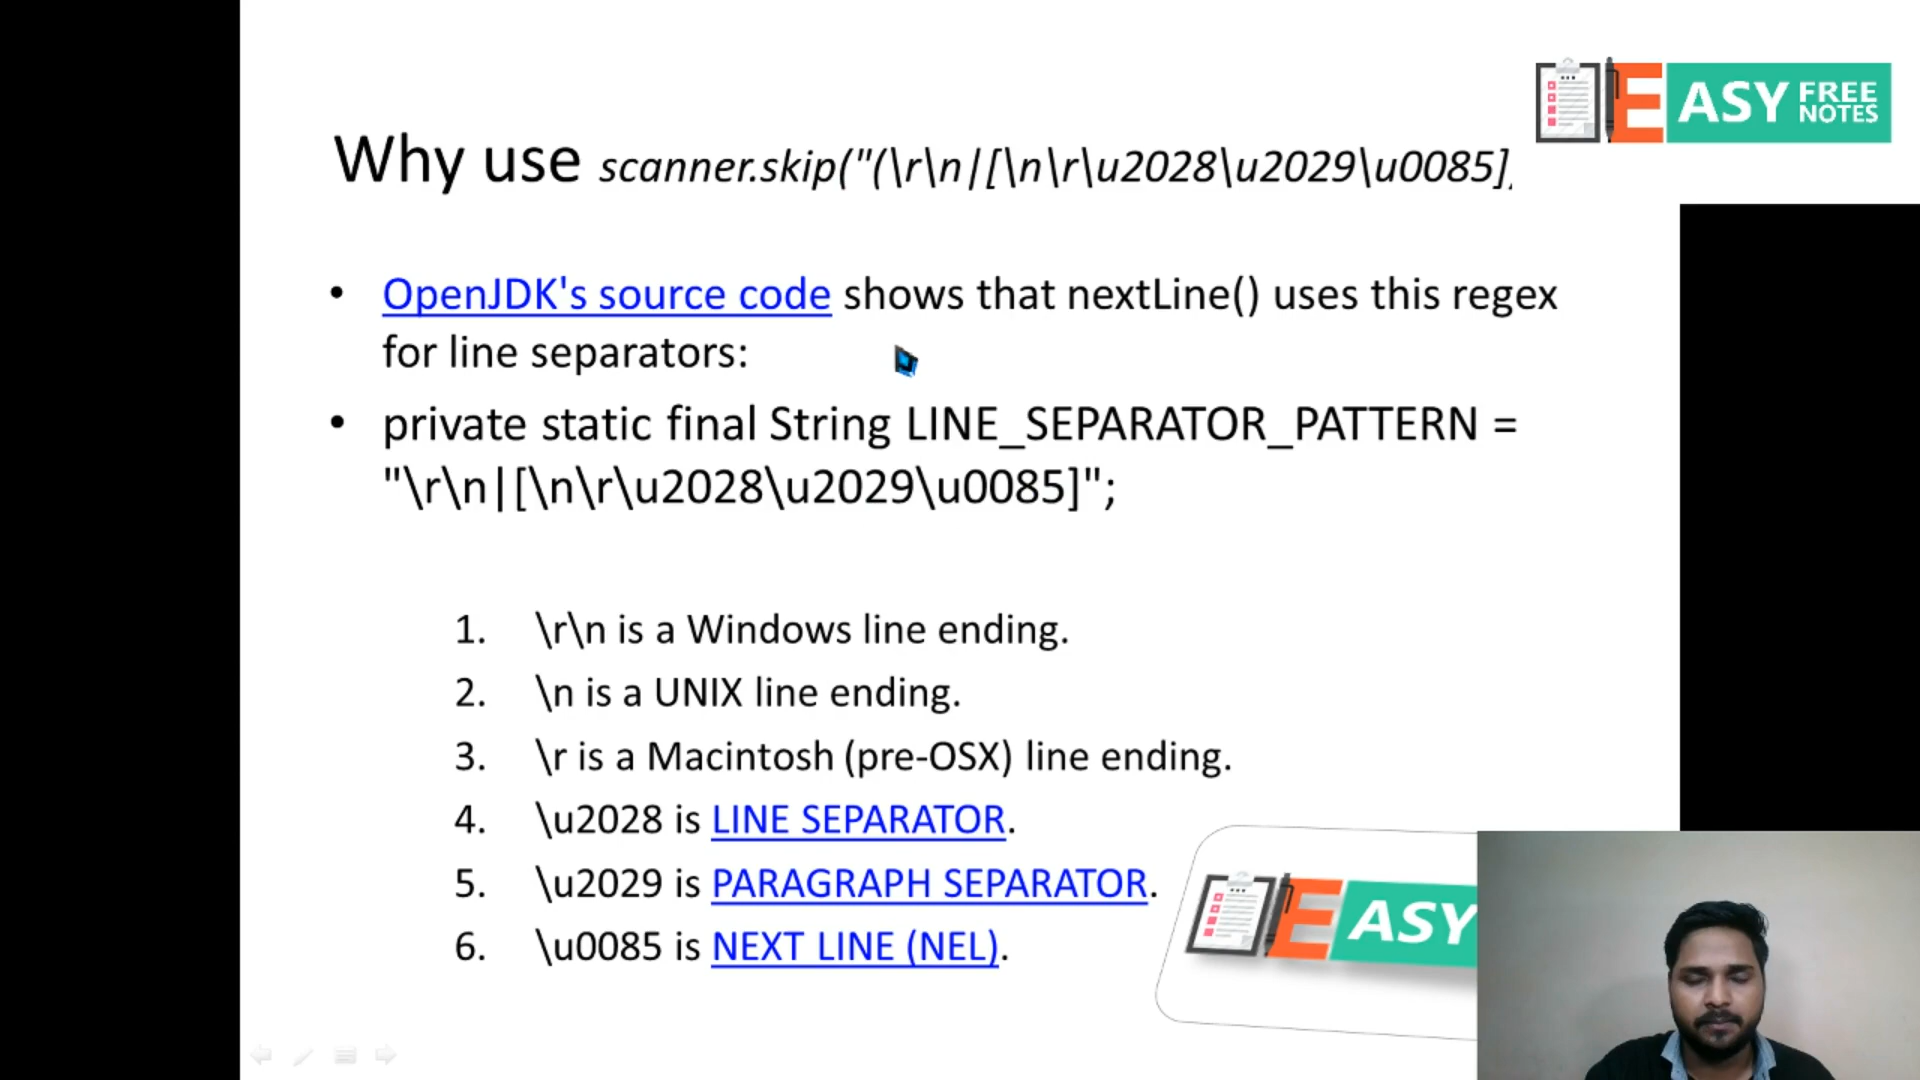 EASY FREE NOTES
Why use scanner.skip("(\r\n|[\n\r\u2028\u2029\u0085]
• OpenJDK's source code shows that nextLine() uses this regex
for line separators:
• private static final String LINE_SEPARATOR_PATTERN =
"\r\n|[\n\r\u2028\u2029\u0085]";
1. \r\n is a Windows line ending.
2. \n is a UNIX line ending.
3. \r is a Macintosh (pre-OSX) line ending.
4. \u2028 is LINE SEPARATOR.
5. \u2029 is PARAGRAPH SEPARATOR.
6. \u0085 is NEXT LINE (NEL).
EASY